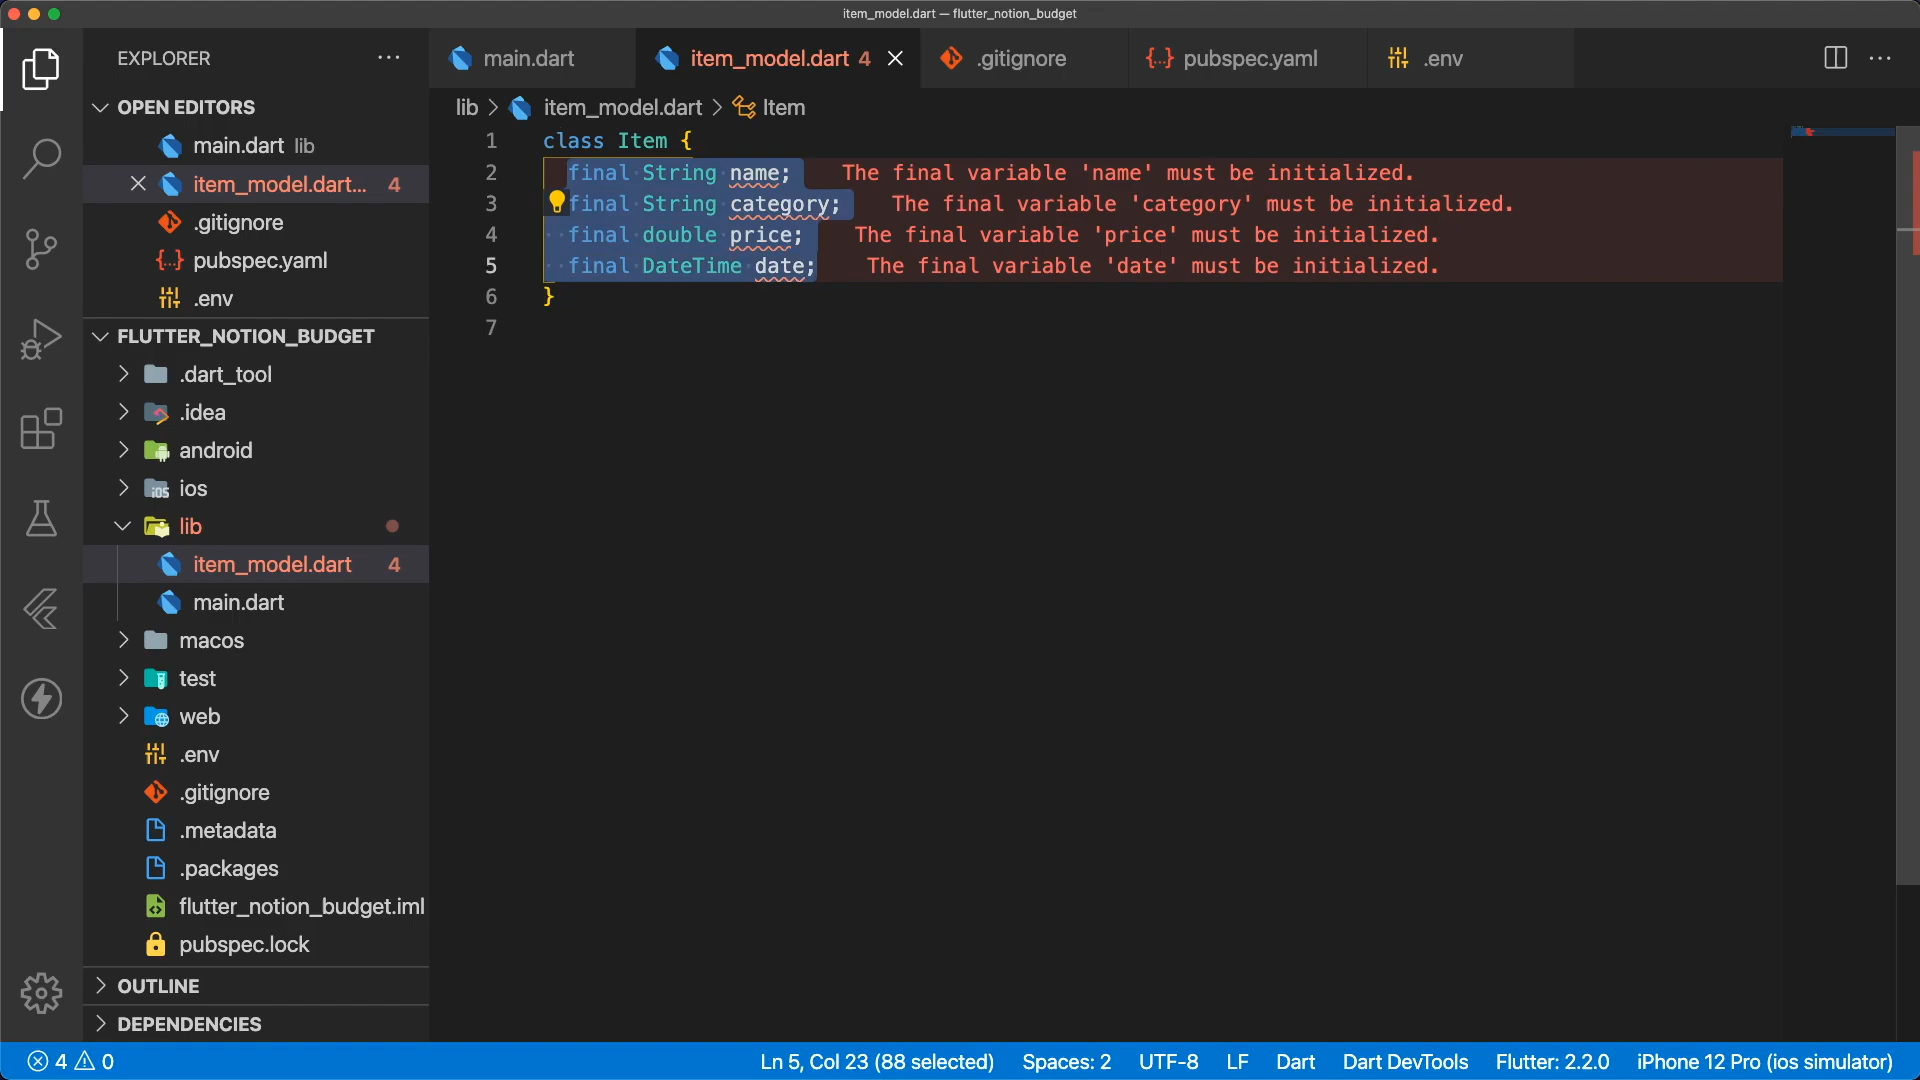 item_model.dart — flutter_notion_budget
EXPLORER
main.dart
item_model.dart 4
.gitignore
{...} pubspec.yaml
.env
OPEN EDITORS
main.dart lib
item_model.dart... 4
.gitignore
{...} pubspec.yaml
.env
FLUTTER_NOTION_BUDGET
.dart_tool
.idea
android
ios
lib
item_model.dart 4
main.dart
macos
test
web
.env
.gitignore
.metadata
.packages
flutter_notion_budget.iml
pubspec.lock
OUTLINE
DEPENDENCIES
lib > item_model.dart > Item
1 class Item {
2 final String name; The final variable 'name' must be initialized.
3 final String category; The final variable 'category' must be initialized.
4 final double price; The final variable 'price' must be initialized.
5 final DateTime date; The final variable 'date' must be initialized.
6 }
7
4 0
Ln 5, Col 23 (88 selected) Spaces: 2 UTF-8 LF Dart Dart DevTools Flutter: 2.2.0 iPhone 12 Pro (ios simulator)